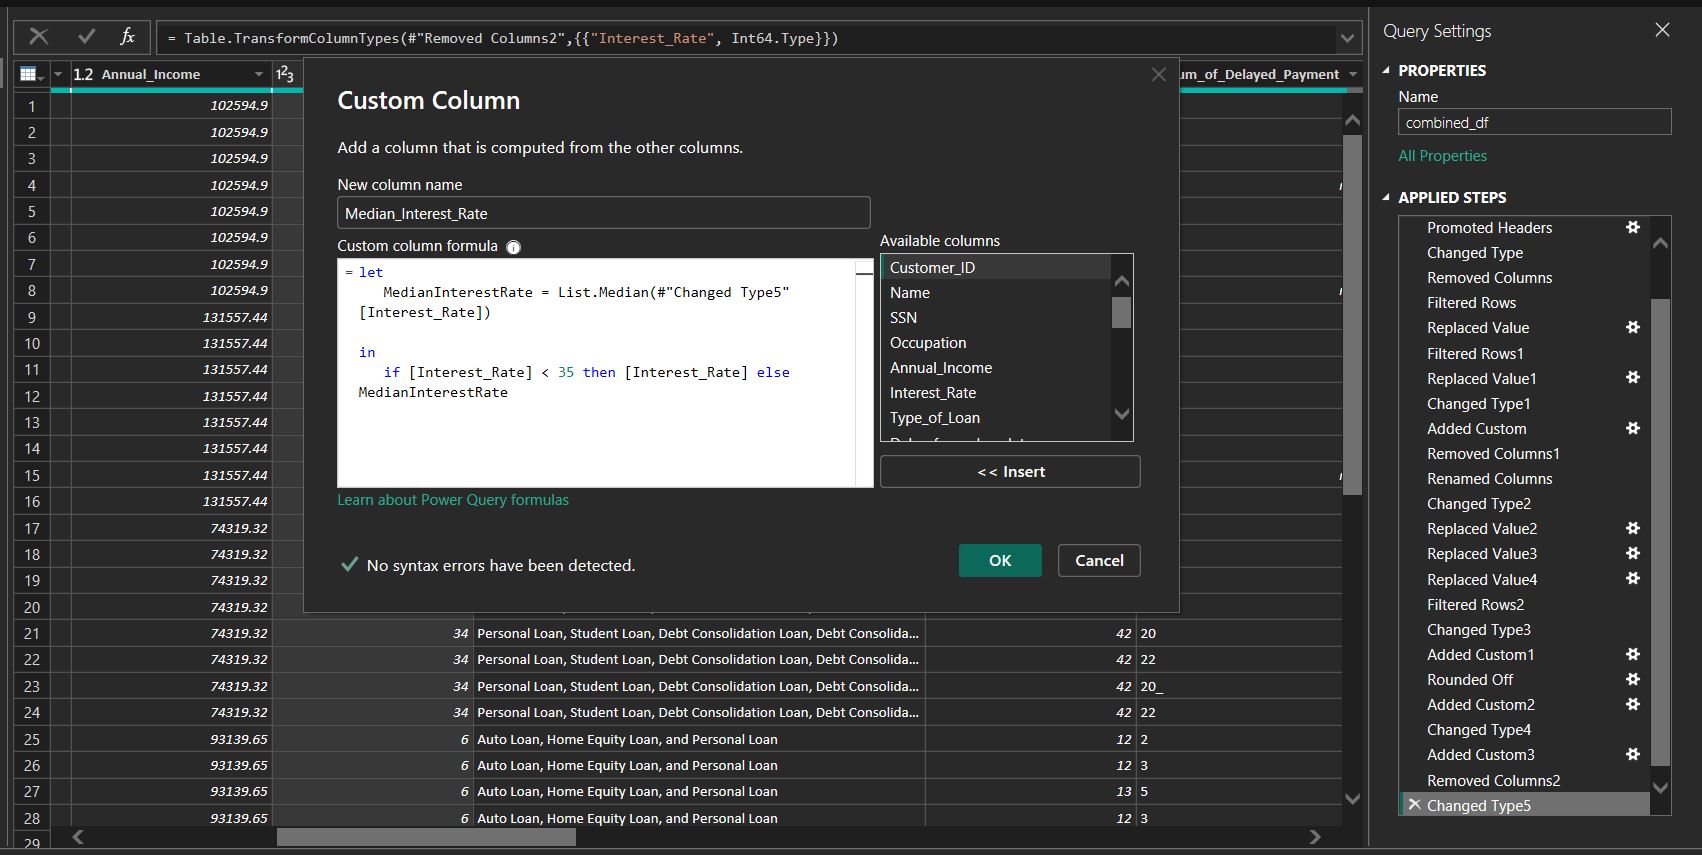 fx
= Table.TransformColumnTypes(#"Removed Columns2",{{"Interest_Rate", Int64.Type}})
1.2 Annual_Income
123
um_of_Delayed_Payment
1 102594.9
2 102594.9
3 102594.9
4 102594.9
5 102594.9
6 102594.9
7 102594.9
8 102594.9
9 131557.44
10 131557.44
11 131557.44
12 131557.44
13 131557.44
14 131557.44
15 131557.44
16 131557.44
17 74319.32
18 74319.32
19 74319.32
20 74319.32
21 74319.32 34 Personal Loan, Student Loan, Debt Consolidation Loan, Debt Consolida... 42 20
22 74319.32 34 Personal Loan, Student Loan, Debt Consolidation Loan, Debt Consolida... 42 22
23 74319.32 34 Personal Loan, Student Loan, Debt Consolidation Loan, Debt Consolida... 42 20_
24 74319.32 34 Personal Loan, Student Loan, Debt Consolidation Loan, Debt Consolida... 42 22
25 93139.65 6 Auto Loan, Home Equity Loan, and Personal Loan 12 2
26 93139.65 6 Auto Loan, Home Equity Loan, and Personal Loan 12 3
27 93139.65 6 Auto Loan, Home Equity Loan, and Personal Loan 13 5
28 93139.65 6 Auto Loan, Home Equity Loan, and Personal Loan 12 3
29
Custom Column
Add a column that is computed from the other columns.
New column name
Median_Interest_Rate
Custom column formula
= let
MedianInterestRate = List.Median(#"Changed Type5"
[Interest_Rate])
in
if [Interest_Rate] < 35 then [Interest_Rate] else
MedianInterestRate
Learn about Power Query formulas
Available columns
Customer_ID
Name
SSN
Occupation
Annual_Income
Interest_Rate
Type_of_Loan
<< Insert
No syntax errors have been detected.
OK
Cancel
Query Settings
PROPERTIES
Name
combined_df
All Properties
APPLIED STEPS
Promoted Headers
Changed Type
Removed Columns
Filtered Rows
Replaced Value
Filtered Rows1
Replaced Value1
Changed Type1
Added Custom
Removed Columns1
Renamed Columns
Changed Type2
Replaced Value2
Replaced Value3
Replaced Value4
Filtered Rows2
Changed Type3
Added Custom1
Rounded Off
Added Custom2
Changed Type4
Added Custom3
Removed Columns2
Changed Type5